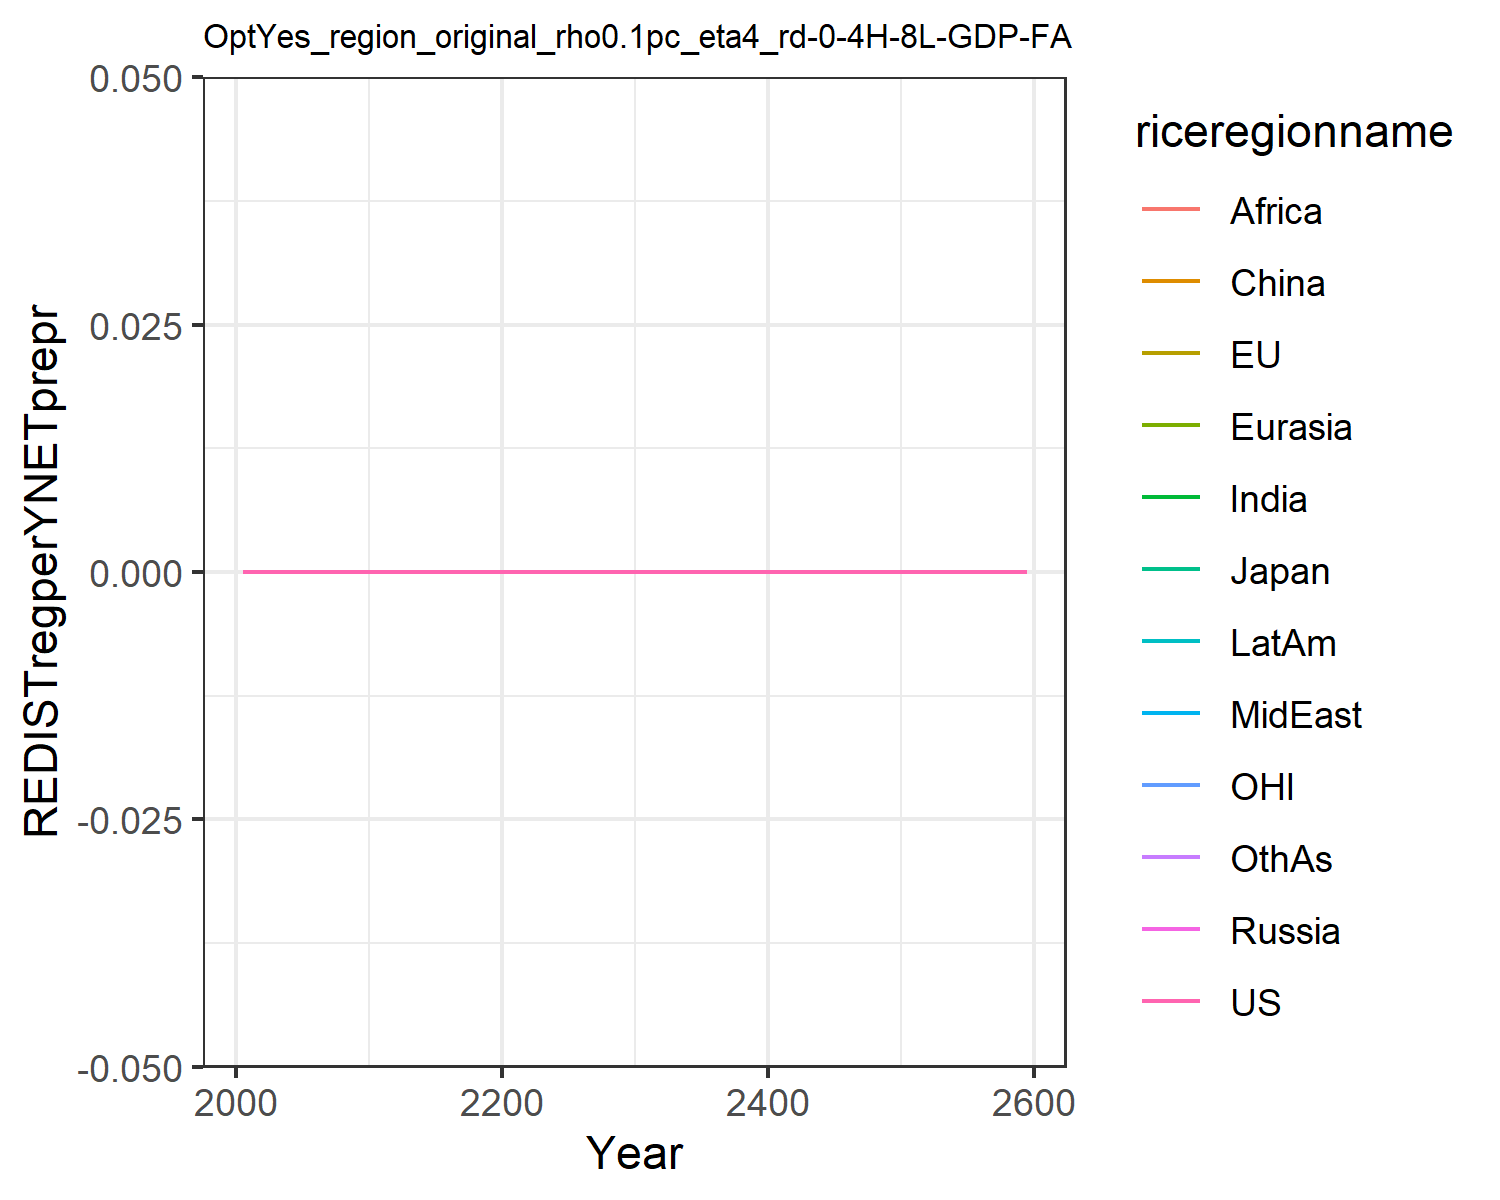 OptYes_region_original_rho0.1pc_eta4_rd-0-4H-8L-GDP-FA
REDISTregperYNETprepr
0.050
0.025
0.000
-0.025
-0.050
2000
2200
2400
2600
Year
riceregionname
Africa
China
EU
Eurasia
India
Japan
LatAm
MidEast
OHI
OthAs
Russia
US